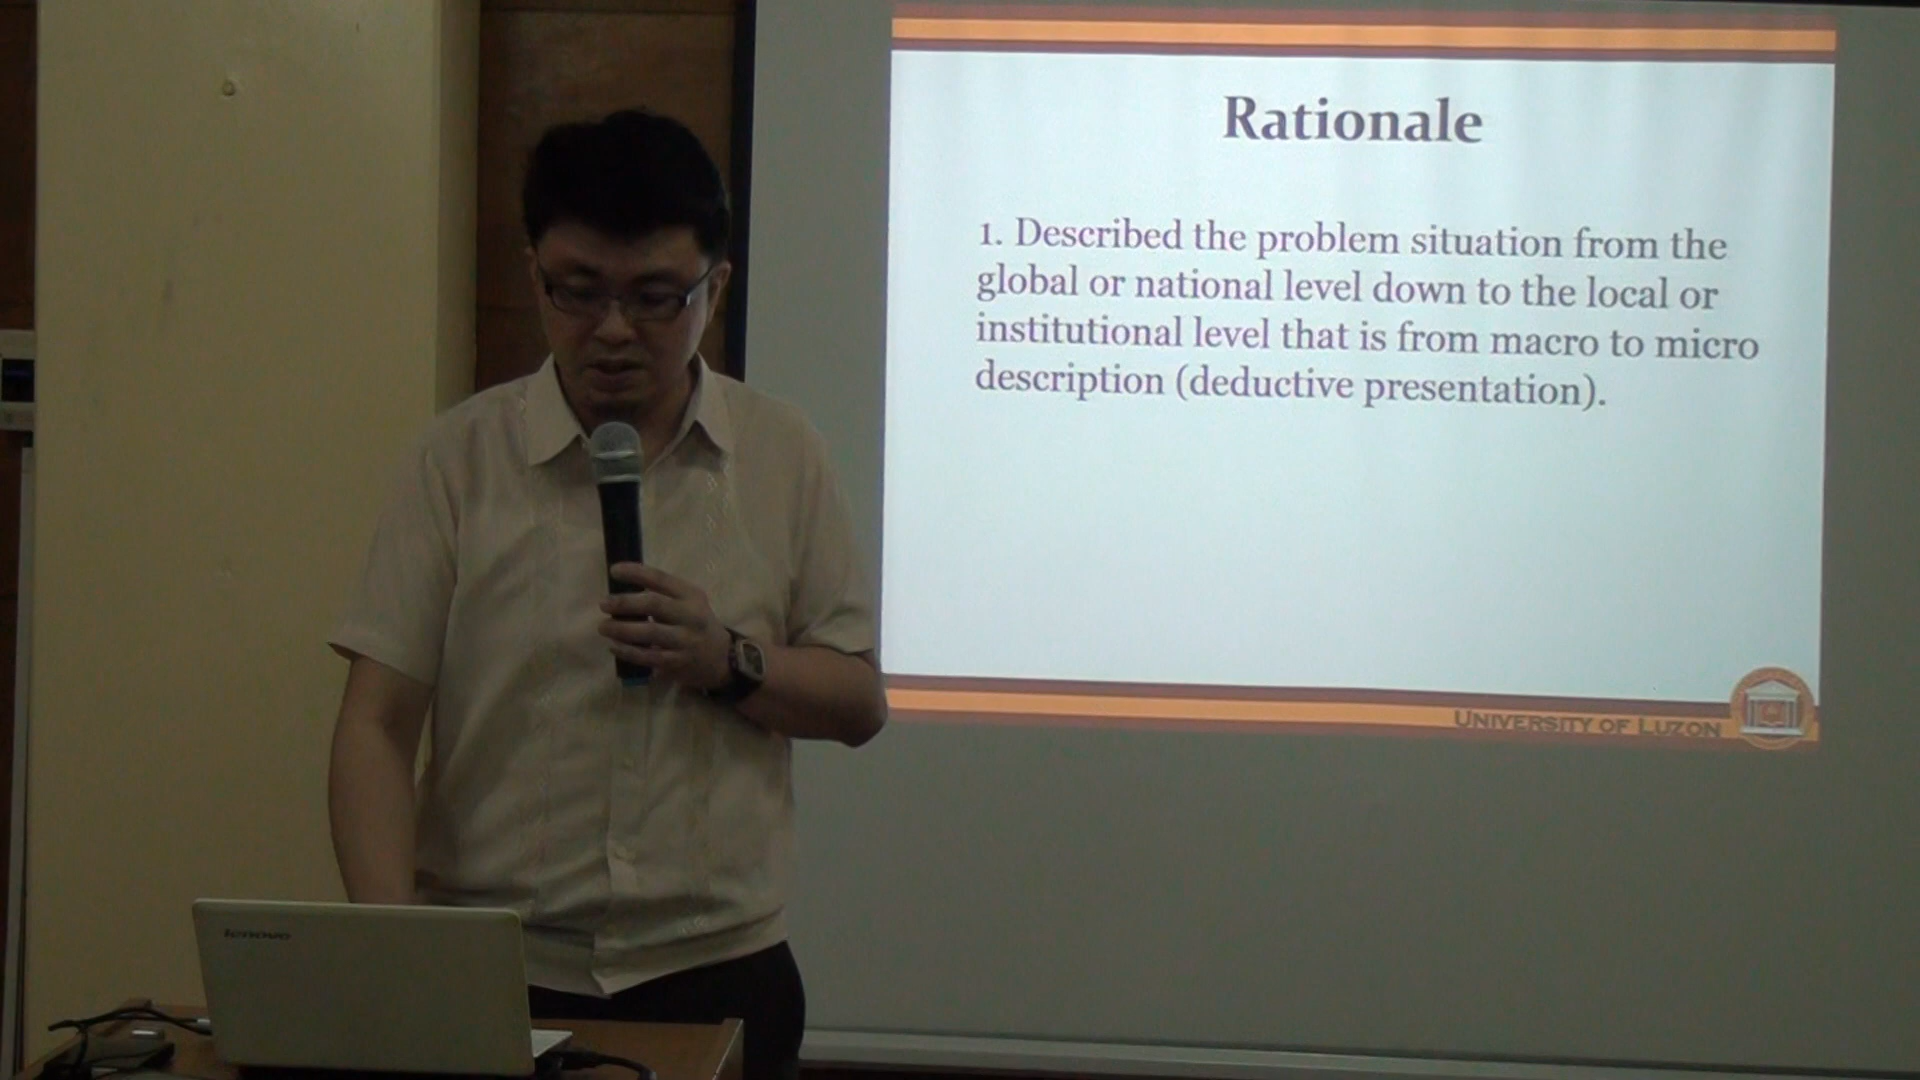 Rationale
1. Described the problem situation from the
global or national level down to the local or
institutional level that is from macro to micro
description (deductive presentation).
UNIVERSITY OF LUZON
lenovo